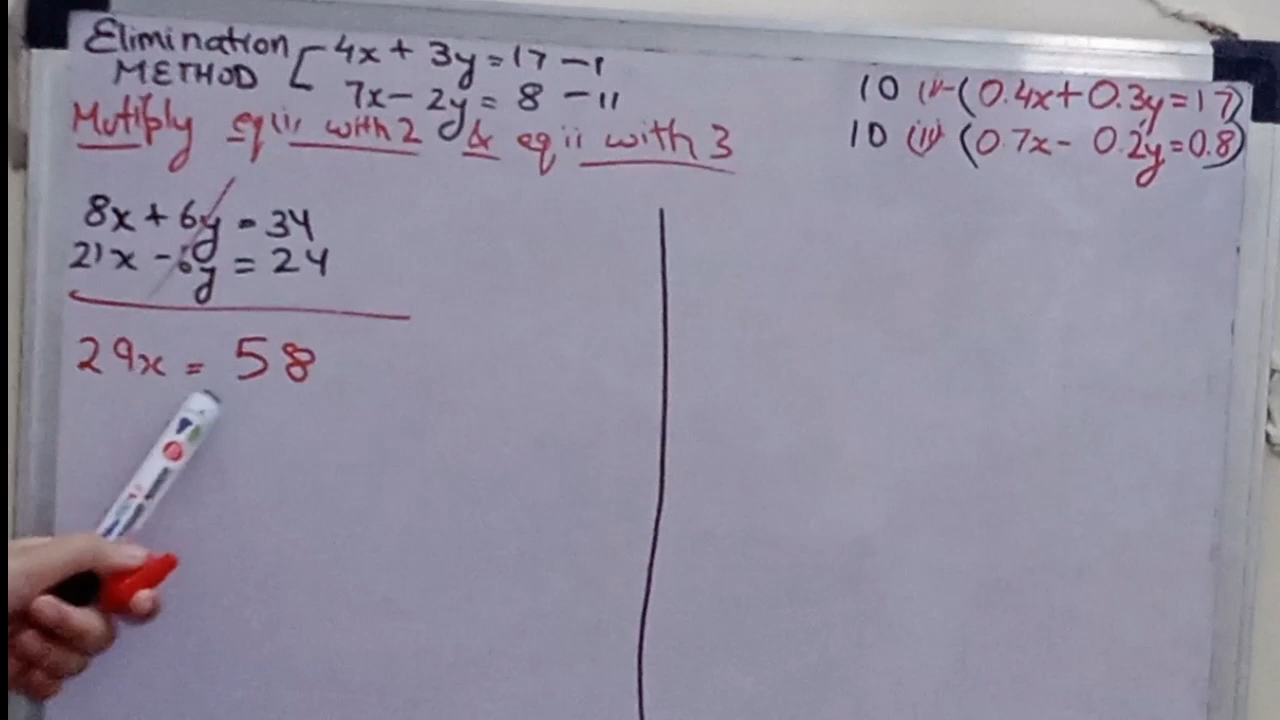 Elimination
METHOD
4x + 3y = 17 - I
7x - 2y = 8 - II
10 (i) (0.4x + 0.3y = 17)
10 (ii) (0.7x - 0.2y = 0.8)
Mutiply eq(i) with 2 & eq ii with 3
8x + 6y = 34
21x - 6y = 24
29x = 58